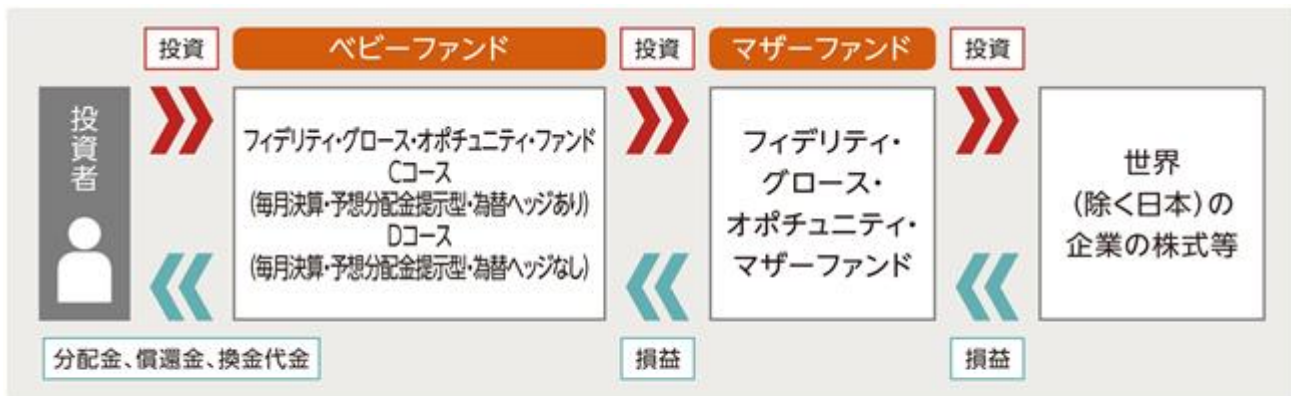 投資
ベビーファンド
投資
マザーファンド
投資
投資者
フィデリティ・グロース・オポチュニティ・ファンド
Cコース
(毎月決算・予想分配金提示型・為替ヘッジあり)
Dコース
(毎月決算・予想分配金提示型・為替ヘッジなし)
フィデリティ・
グロース・
オポチュニティ・
マザーファンド
世界
(除く日本)の
企業の株式等
分配金、償還金、換金代金
損益
損益